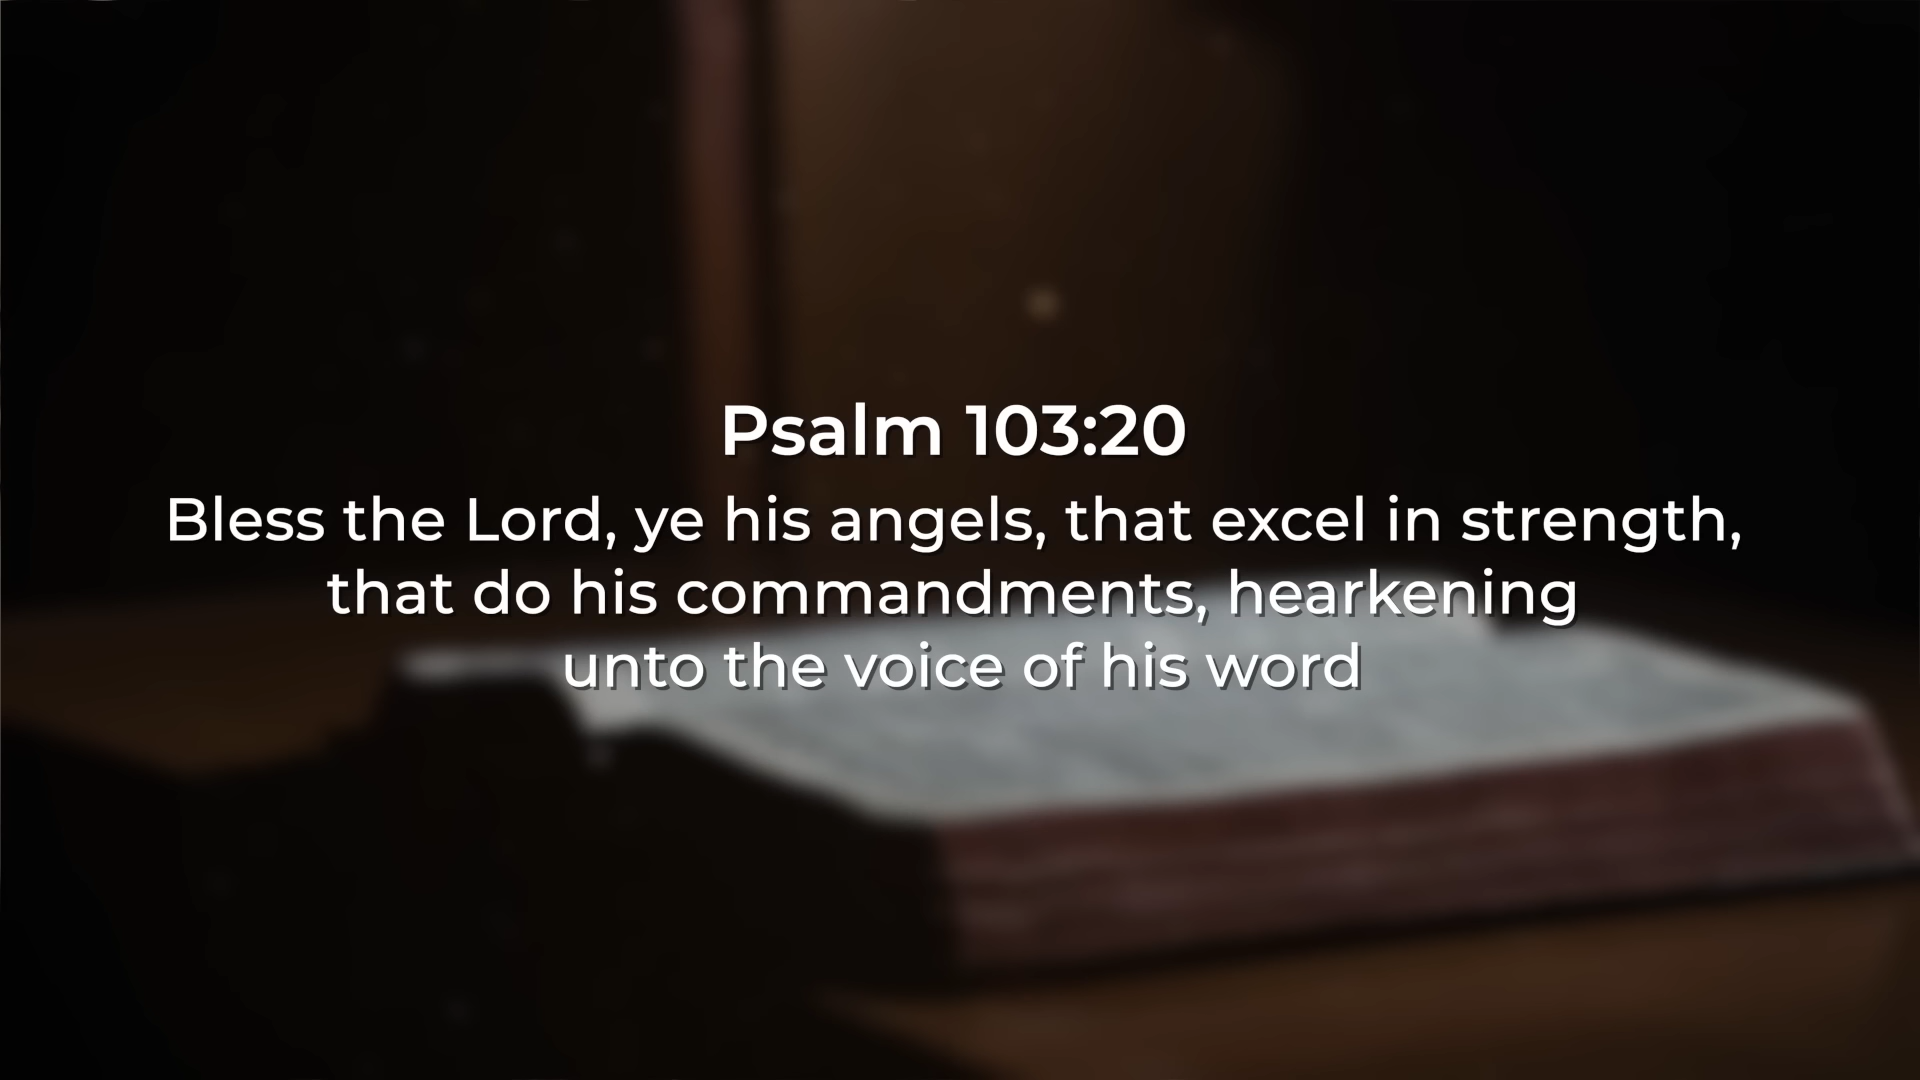 Psalm 103:20
Bless the Lord, ye his angels, that excel in strength,
that do his commandments, hearkening
unto the voice of his word